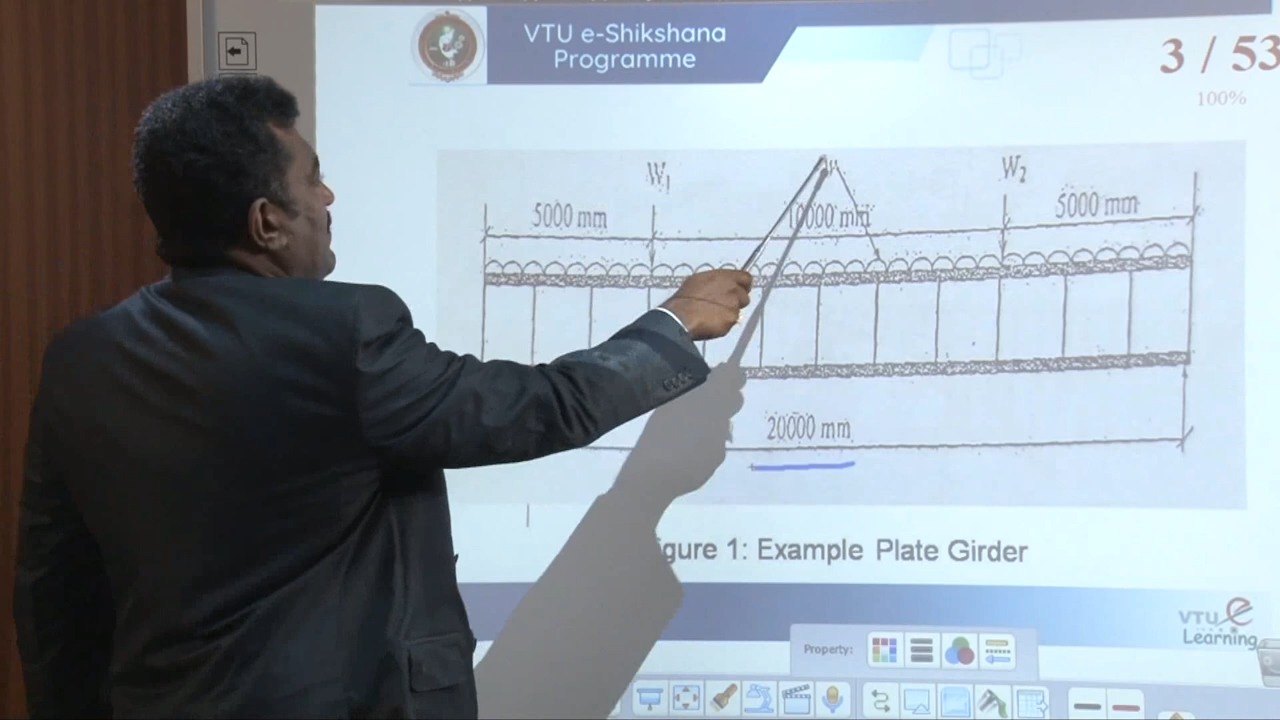 VTU e-Shikshana
Programme
3 / 53
100%
W1
W2
5000 mm
10000 mm
5000 mm
20000 mm
gure 1: Example Plate Girder
VTU e
Learning
Property: